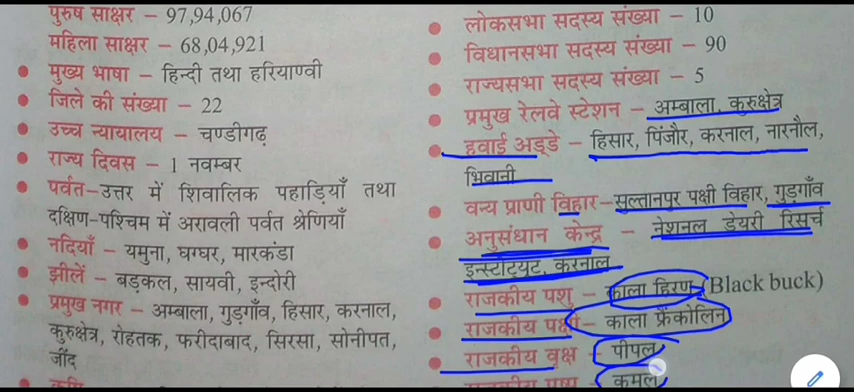 पुरुष साक्षर – 97,94,067
महिला साक्षर – 68,04,921
मुख्य भाषा – हिन्दी तथा हरियाण्वी
जिले की संख्या – 22
उच्च न्यायालय – चण्डीगढ़
राज्य दिवस – 1 नवम्बर
पर्वत–उत्तर में शिवालिक पहाड़ियाँ तथा
दक्षिण-पश्चिम में अरावली पर्वत श्रेणियाँ
नदियाँ – यमुना, घग्घर, मारकंडा
झीलें – बड़कल, सायवी, इन्दोरी
प्रमुख नगर – अम्बाला, गुड़गाँव, हिसार, करनाल,
कुरुक्षेत्र, रोहतक, फरीदाबाद, सिरसा, सोनीपत,
जींद
लोकसभा सदस्य संख्या – 10
विधानसभा सदस्य संख्या – 90
राज्यसभा सदस्य संख्या – 5
प्रमुख रेलवे स्टेशन – अम्बाला, कुरुक्षेत्र
हवाई अड्डे – हिसार, पिंजौर, करनाल, नारनौल,
भिवानी
वन्य प्राणी विहार–सुल्तानपुर पक्षी विहार, गुड़गाँव
अनुसंधान केन्द्र – नेशनल डेयरी रिसर्च
इन्स्टीट्यूट, करनाल
राजकीय पशु – काला हिरण (Black buck)
राजकीय पक्षी – काला फ्रेंकोलिन
राजकीय वृक्ष – पीपल
राजकीय पुष्प – कमल